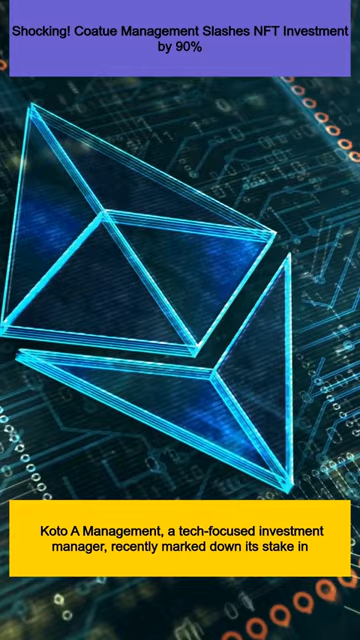 Shocking! Coatue Management Slashes NFT Investment
by 90%
Koto A Management, a tech-focused investment
manager, recently marked down its stake in